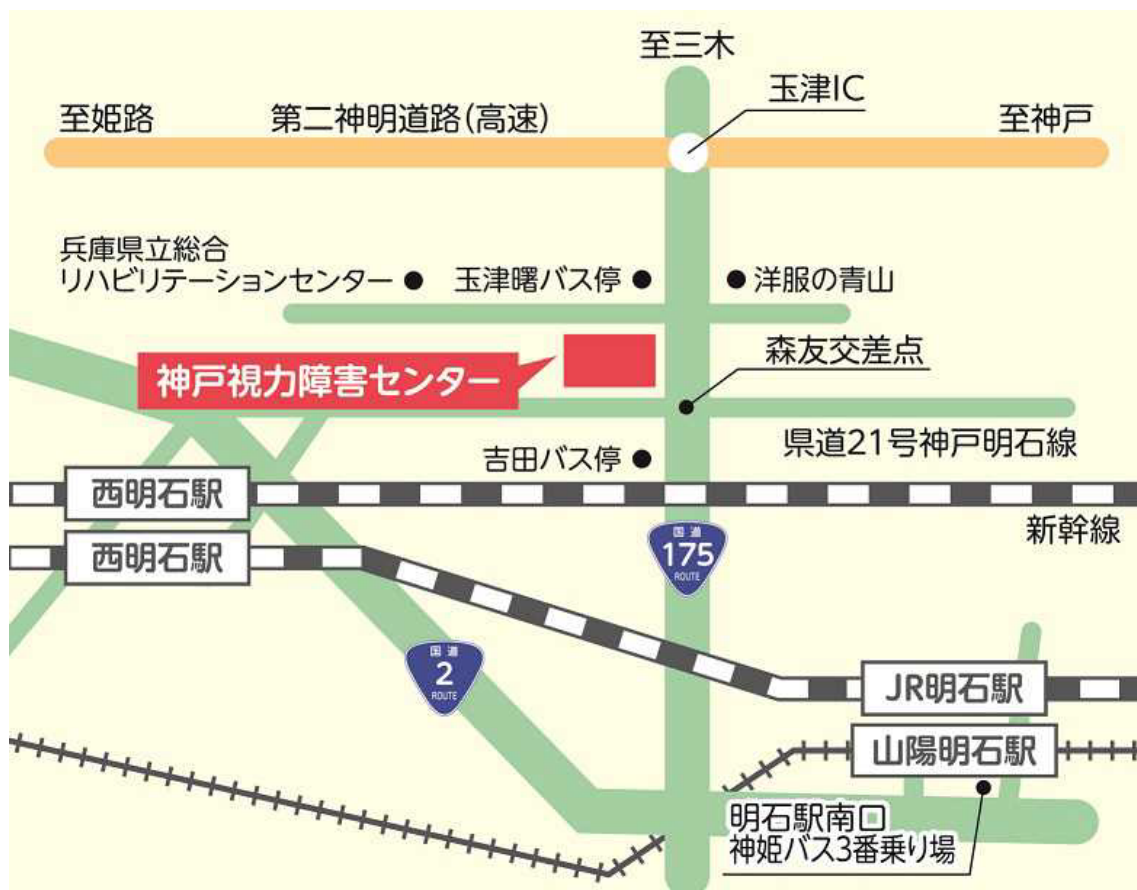 至三木
玉津IC
至姫路
第二神明道路(高速)
至神戸
兵庫県立総合
リハビリテーションセンター
玉津曙バス停
洋服の青山
神戸視力障害センター
森友交差点
県道21号神戸明石線
吉田バス停
西明石駅
新幹線
西明石駅
国道
175
ROUTE
国道
2
ROUTE
JR明石駅
山陽明石駅
明石駅南口
神姫バス3番乗り場